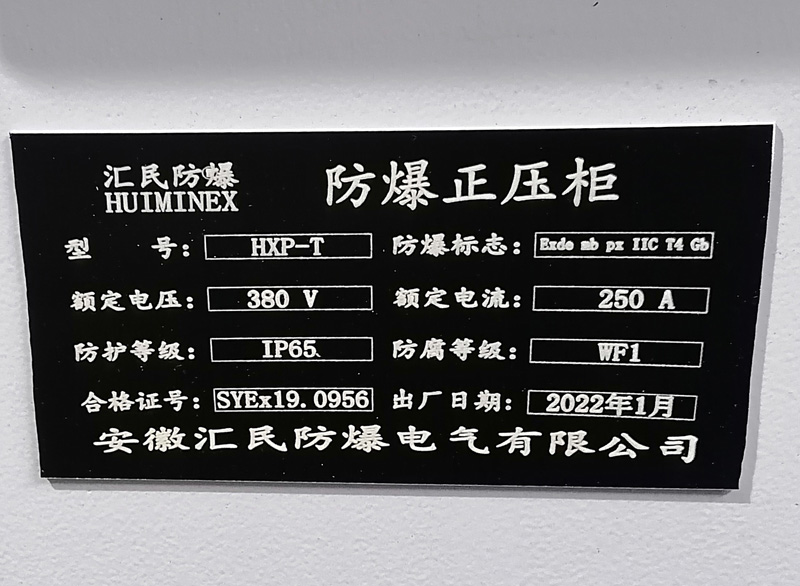 汇民防爆 防爆正压柜
HUIMINEX
型 号: HXP-T 防爆标志: Exde mb px IIC T4 Gb
额定电压: 380 V 额定电流: 250 A
防护等级: IP65 防腐等级: WF1
合格证号: SYEx19.0956 出厂日期: 2022年1月
安徽汇民防爆电气有限公司